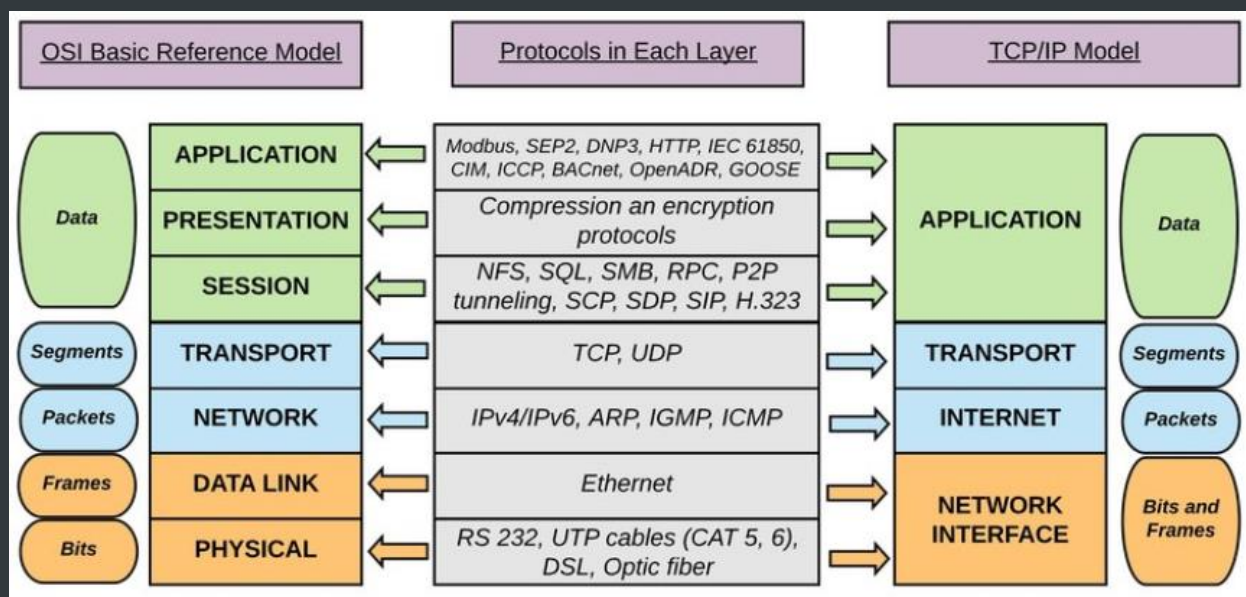 OSI Basic Reference Model
Protocols in Each Layer
TCP/IP Model
Data
APPLICATION
Modbus, SEP2, DNP3, HTTP, IEC 61850,
CIM, ICCP, BACnet, OpenADR, GOOSE
PRESENTATION
Compression an encryption
protocols
SESSION
NFS, SQL, SMB, RPC, P2P
tunneling, SCP, SDP, SIP, H.323
APPLICATION
Data
Segments
TRANSPORT
TCP, UDP
TRANSPORT
Segments
Packets
NETWORK
IPv4/IPv6, ARP, IGMP, ICMP
INTERNET
Packets
Frames
DATA LINK
Ethernet
Bits
PHYSICAL
RS 232, UTP cables (CAT 5, 6),
DSL, Optic fiber
NETWORK
INTERFACE
Bits and
Frames